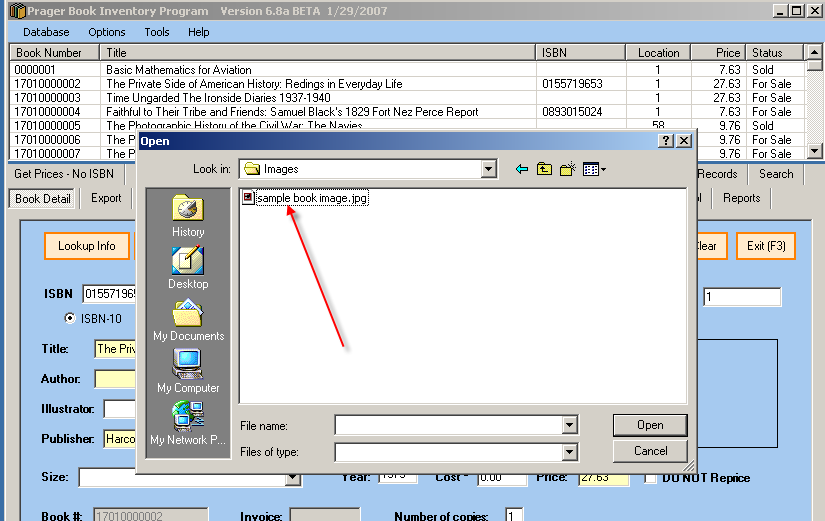 Prager Book Inventory Program Version 6.8a BETA 1/29/2007
Database Options Tools Help
Book Number Title ISBN Location Price Status
0000001 Basic Mathematics for Aviation 1 7.63 Sold
17010000002 The Private Side of American History: Redings in Everyday Life 0155719653 1 27.63 For Sale
17010000003 Time Ungarded The Ironside Diaries 1937-1940 1 7.63 For Sale
17010000004 Faithful to Their Tribe and Friends: Samuel Black's 1829 Fort Nez Perce Report 0893015024 1 7.63 For Sale
17010000005 The Photographic History of the Civil War: The Navies 58 9.76 Sold
17010000006 The P 9.76 For Sale
17010000007 The P 9.76 For Sale
Open
Get Prices - No ISBN Records Search
Book Detail Export Reports
Look in: Images
sample book image.jpg
History
Desktop
My Documents
My Computer
My Network P...
Lookup Info Clear Exit (F3)
ISBN 01557196 1
ISBN-10
Title: The Priv
Author:
Illustrator:
Publisher: Harco
File name: Open
Files of type: Cancel
Size: Year: 1975 Cost - 0.00 Price: 27.63 DO NOT Reprice
Book #: 17010000002 Invoice: Number of copies: 1